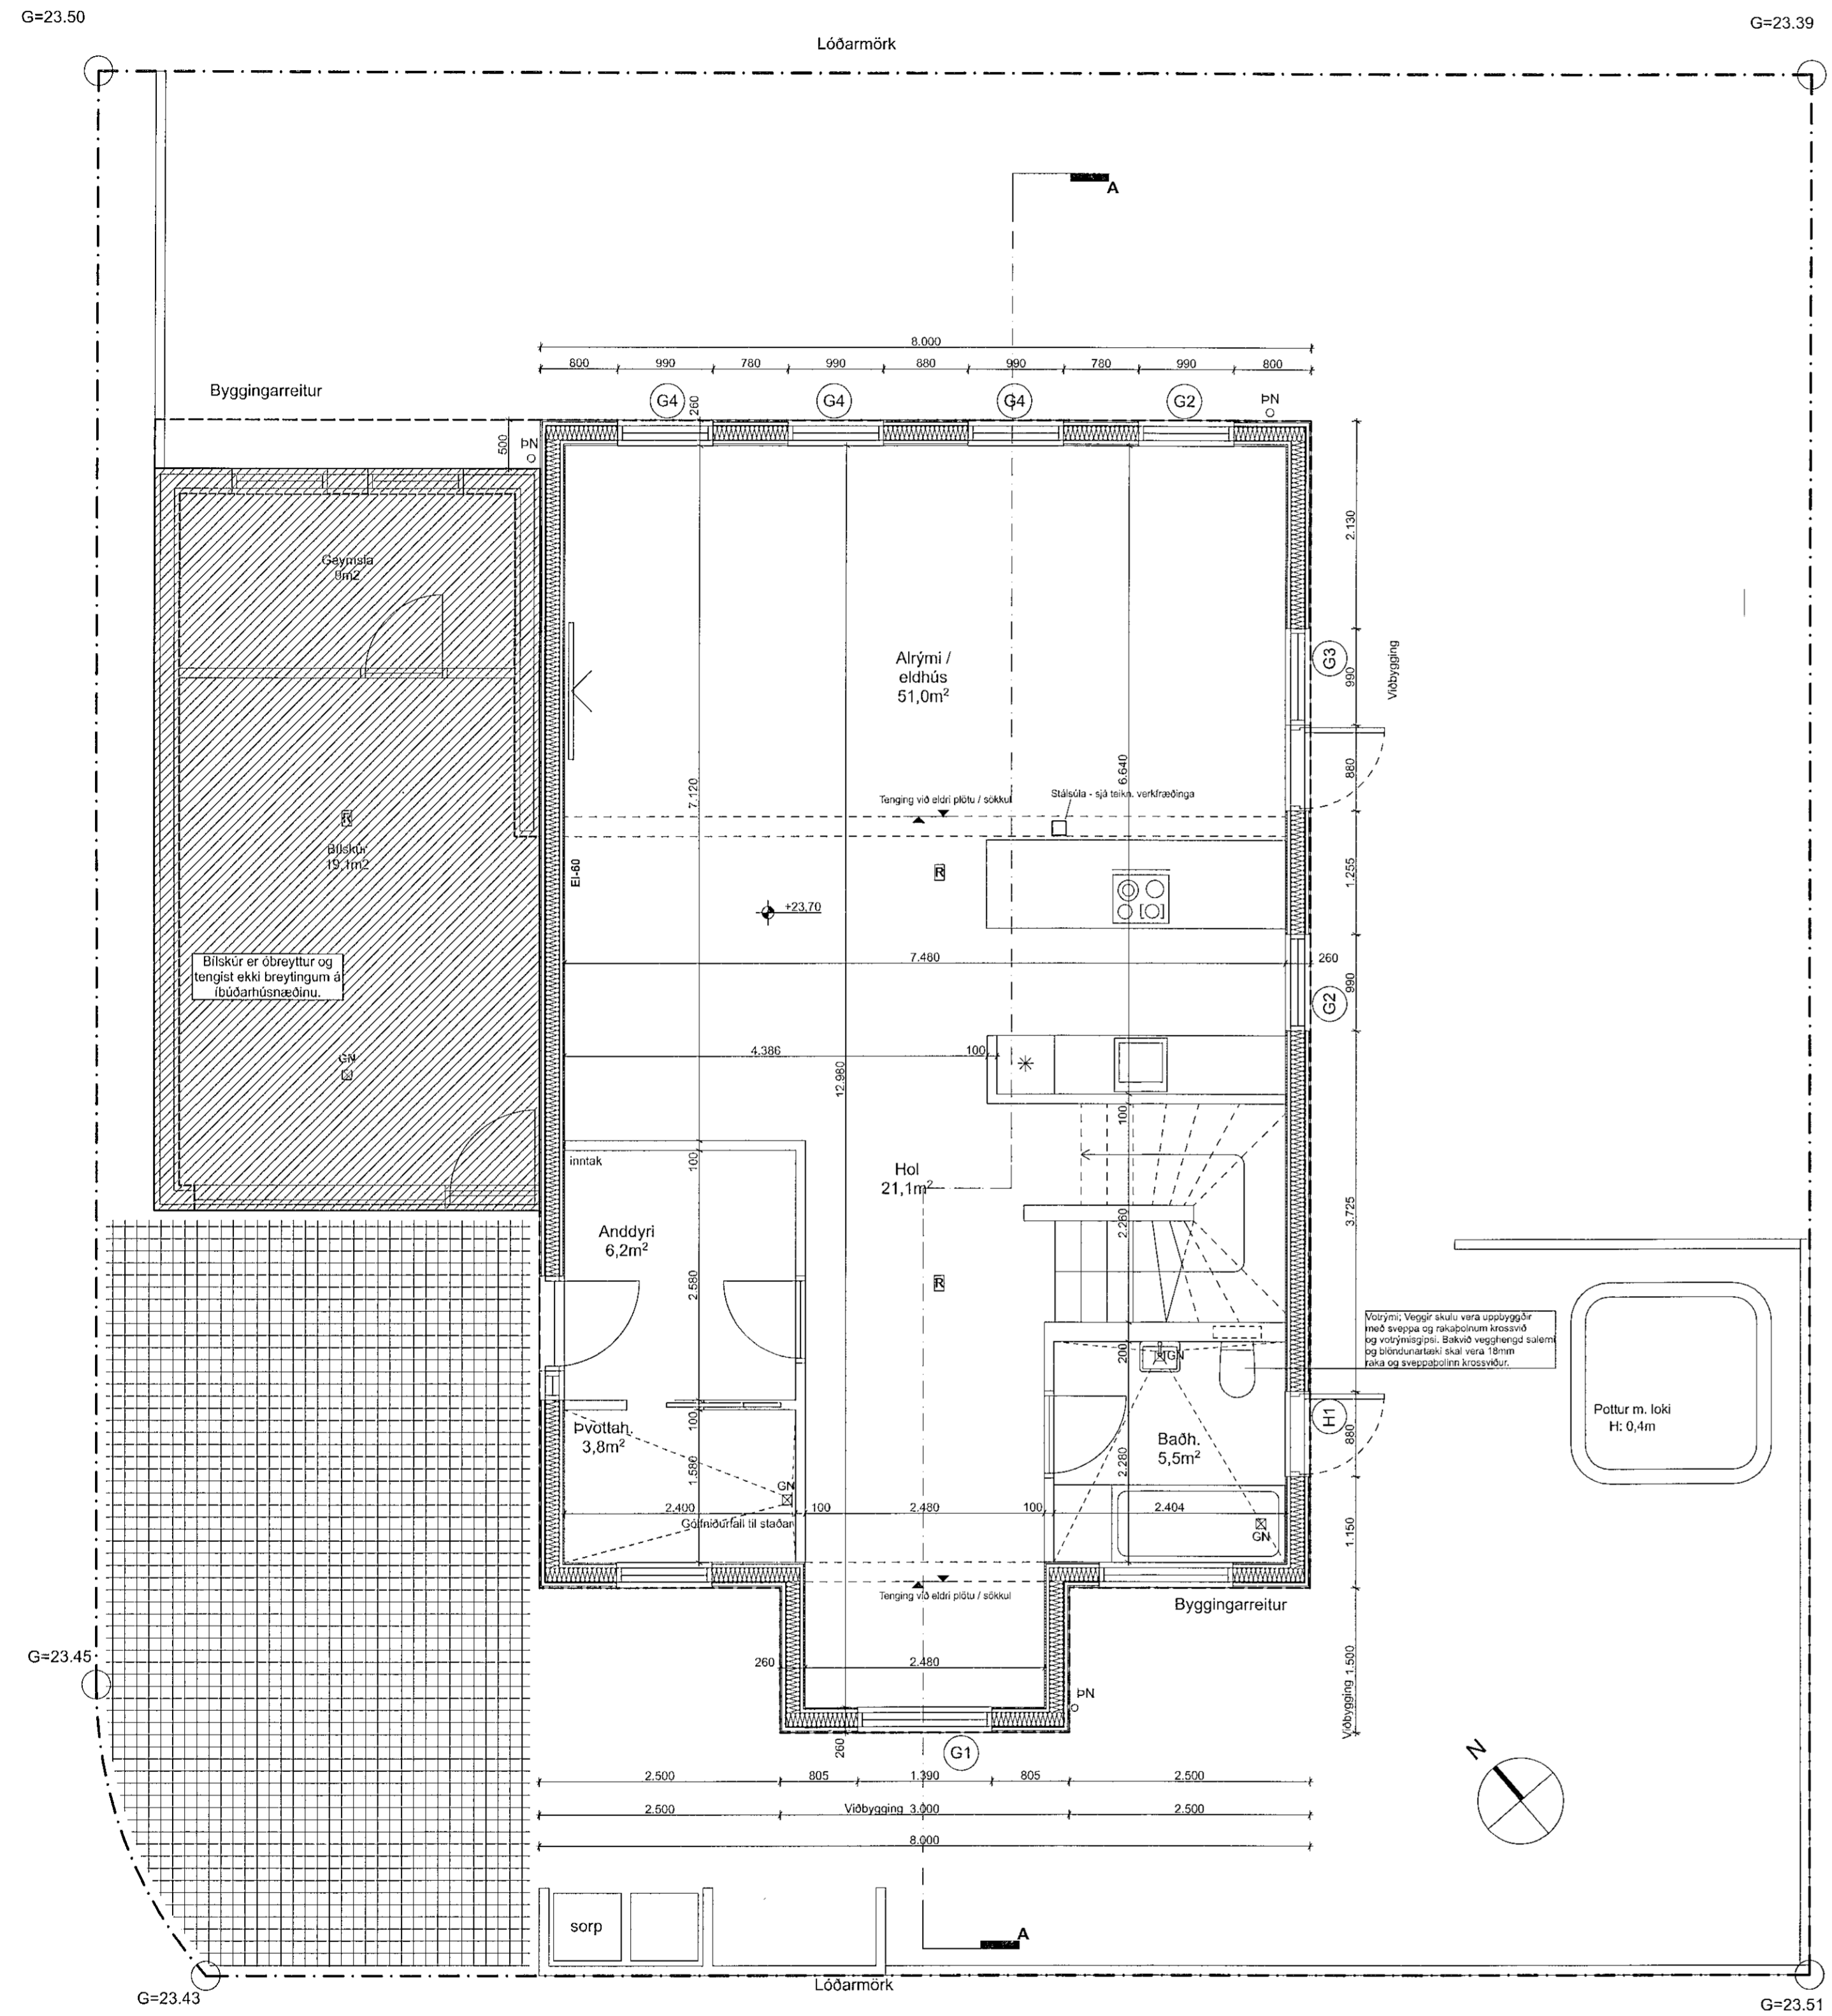 G=23.50
G=23.39
Lóðarmörk
A
8.000
800 990 780 990 880 990 780 990 800
Byggingarreitur
G4
G4
G4
G2
260
ÞN
500
ÞN
2.130
Geymsla
9m2
G3
990
Viðbygging
Alrými /
eldhús
51,0m²
880
7.120
6.640
Tenging við eldri plötu / sökkul
Stálsúla - sjá teikn. verkfræðinga
R
Bílskúr
19,1m2
EI-60
R
1.255
+23,70
Bílskúr er óbreyttur og
tengist ekki breytingum á
íbúðarhúsnæðinu.
7.480
260
990
G2
GN
4.386
100
12.980
100
inntak
100
Hol
21,1m²
Anddyri
6,2m²
2.260
3.725
2.580
R
Votrými; Veggir skulu vera uppbyggðir
með sveppa og rakaþolnum krossvið
og votrýmisgipsi. Bakvið vegghengd salerni
og blöndunartæki skal vera 18mm
raka og sveppaþolinn krossviður.
200
GN
Pottur m. loki
H: 0,4m
H1
880
Þvottah.
3,8m²
100
Baðh.
5,5m²
2.280
1.580
GN
2.400
100
2.480
100
2.404
Gólfniðurfall til staðar
GN
1.150
Tenging við eldri plötu / sökkul
Byggingarreitur
G=23.45
260
2.480
ÞN
Viðbygging 1.500
260
G1
N
2.500 805 1.390 805 2.500
2.500 Viðbygging 3.000 2.500
8.000
sorp
A
Lóðarmörk
G=23.43
G=23.51